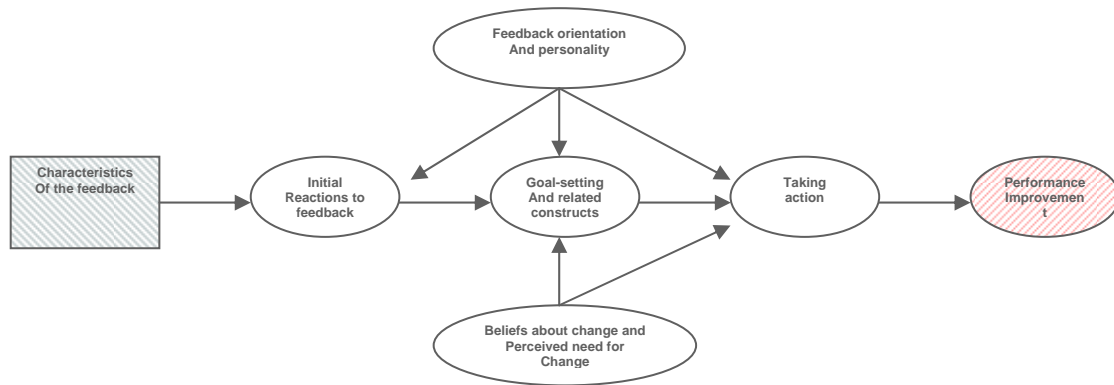 Feedback orientation
And personality
Characteristics
Of the feedback
Initial
Reactions to
feedback
Goal-setting
And related
constructs
Taking
action
Performance
Improvemen
t
Beliefs about change and
Perceived need for
Change